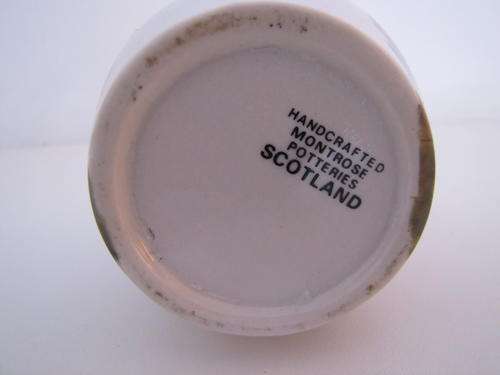 HANDCRAFTED
MONTROSE
POTTERIES
SCOTLAND